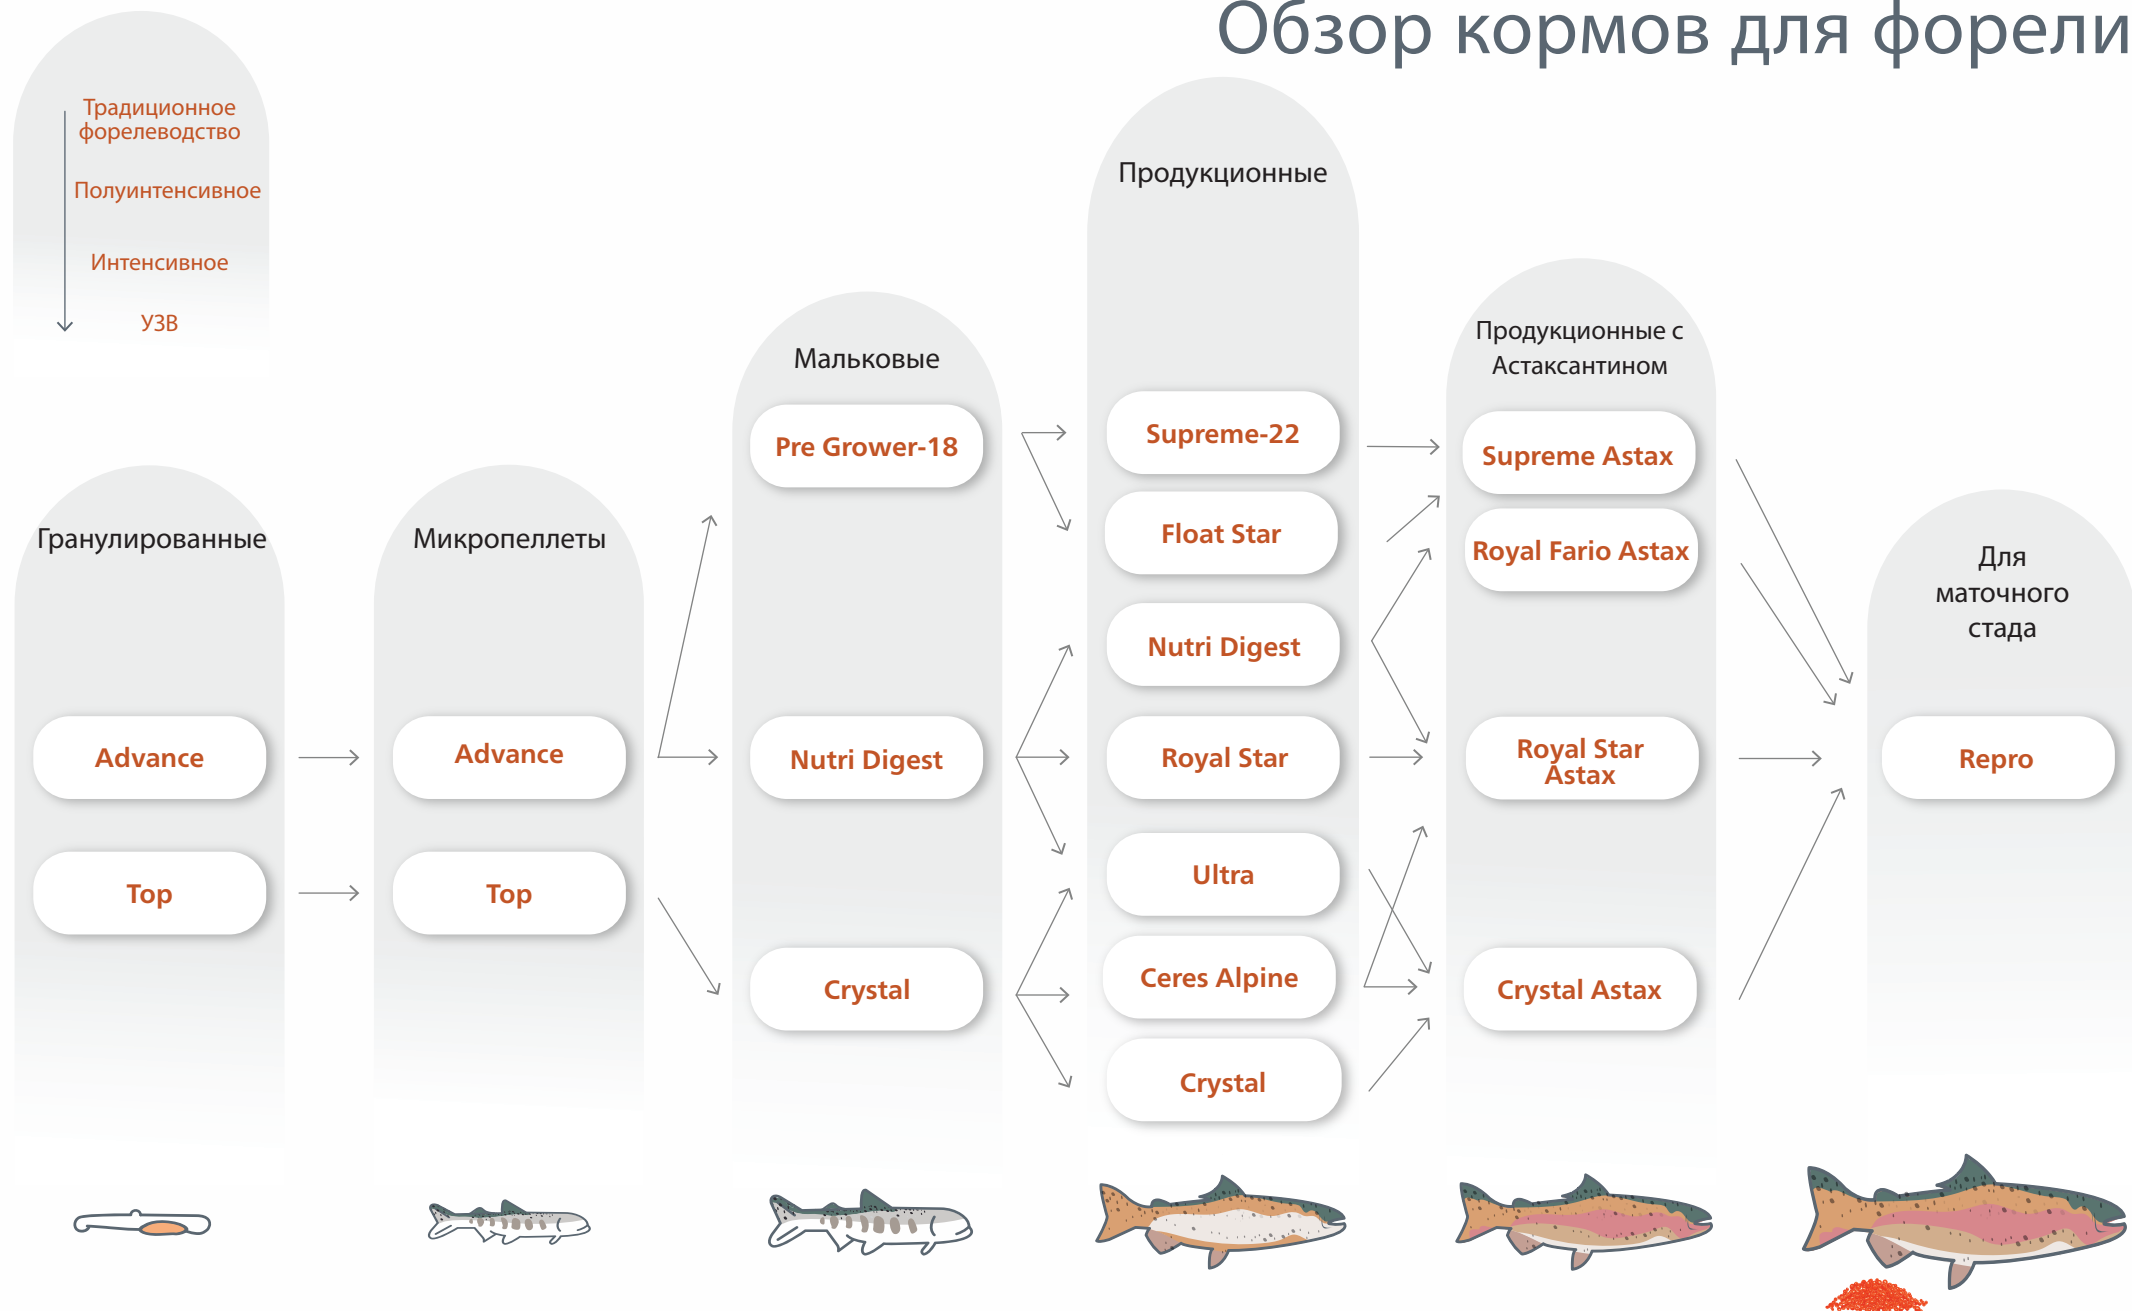 Обзор кормов для форели
Традиционное
форелеводство
Полуинтенсивное
Интенсивное
УЗВ
Гранулированные
Advance
Top
Микропеллеты
Advance
Top
Мальковые
Pre Grower-18
Nutri Digest
Crystal
Продукционные
Supreme-22
Float Star
Nutri Digest
Royal Star
Ultra
Ceres Alpine
Crystal
Продукционные с
Астаксантином
Supreme Astax
Royal Fario Astax
Royal Star
Astax
Crystal Astax
Для
маточного
стада
Repro